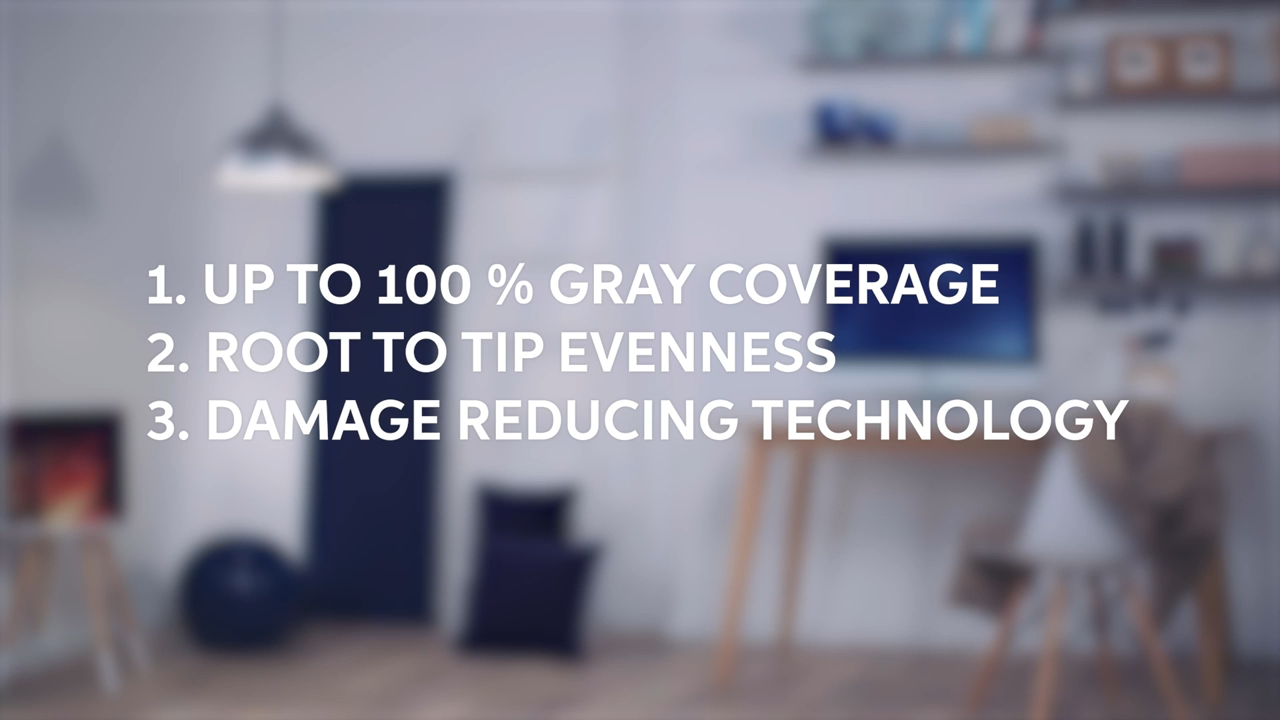 1. UP TO 100 % GRAY COVERAGE
2. ROOT TO TIP EVENNESS
3. DAMAGE REDUCING TECHNOLOGY